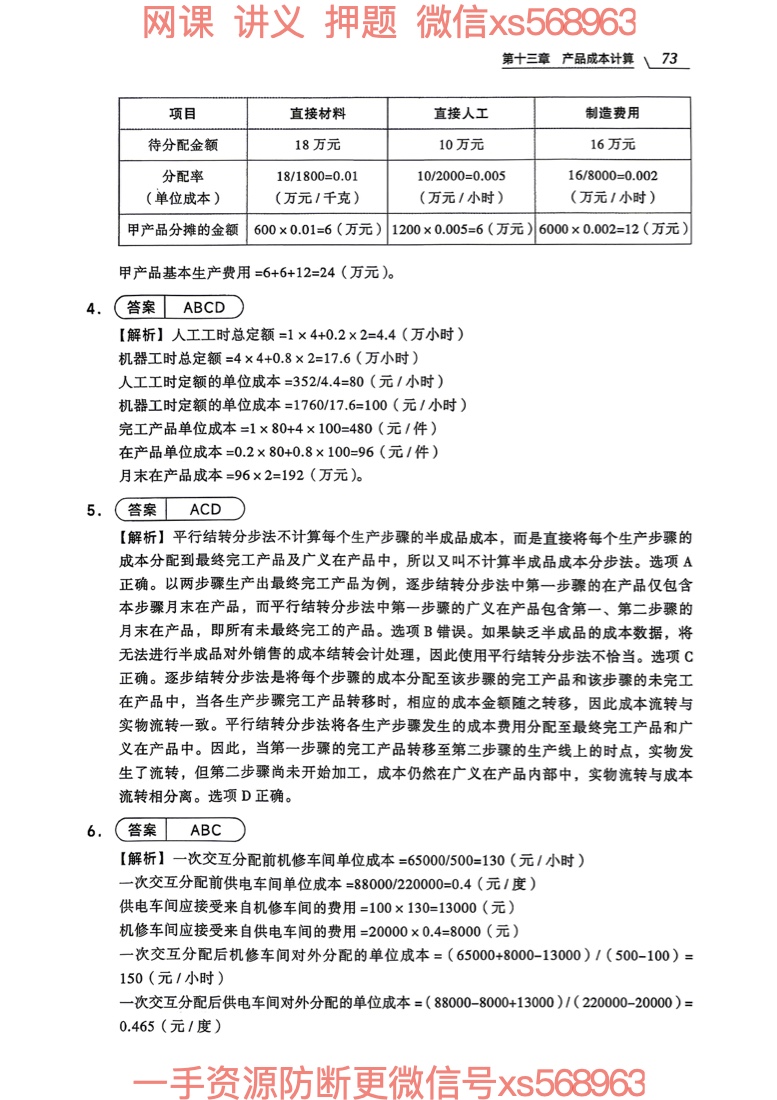 网课 讲义 押题 微信xs568963
第十三章 产品成本计算 73
项目 直接材料 直接人工 制造费用
待分配金额 18 万元 10 万元 16 万元
分配率 18/1800=0.01 10/2000=0.005 16/8000=0.002
（单位成本） （万元 / 千克） （万元 / 小时） （万元 / 小时）
甲产品分摊的金额 600×0.01=6（万元） 1200×0.005=6（万元） 6000×0.002=12（万元）
甲产品基本生产费用 =6+6+12=24（万元）。
4. 答案 ABCD
【解析】人工工时总定额 =1×4+0.2×2=4.4（万小时）
机器工时总定额 =4×4+0.8×2=17.6（万小时）
人工工时定额的单位成本 =352/4.4=80（元 / 小时）
机器工时定额的单位成本 =1760/17.6=100（元 / 小时）
完工产品单位成本 =1×80+4×100=480（元 / 件）
在产品单位成本 =0.2×80+0.8×100=96（元 / 件）
月末在产品成本 =96×2=192（万元）。
5. 答案 ACD
【解析】平行结转分步法不计算每个生产步骤的半成品成本，而是直接将每个生产步骤的
成本分配到最终完工产品及广义在产品中，所以又叫不计算半成品成本分步法。选项 A
正确。以两步骤生产出最终完工产品为例，逐步结转分步法中第一步骤的在产品仅包含
本步骤月末在产品，而平行结转分步法中第一步骤的广义在产品包含第一、第二步骤的
月末在产品，即所有未最终完工的产品。选项 B 错误。如果缺乏半成品的成本数据，将
无法进行半成品对外销售的成本结转会计处理，因此使用平行结转分步法不恰当。选项 C
正确。逐步结转分步法是将每个步骤的成本分配至该步骤的完工产品和该步骤的未完工
在产品中，当各生产步骤完工产品转移时，相应的成本金额随之转移，因此成本流转与
实物流转一致。平行结转分步法将各生产步骤发生的成本费用分配至最终完工产品和广
义在产品中。因此，当第一步骤的完工产品转移至第二步骤的生产线上的时点，实物发
生了流转，但第二步骤尚未开始加工，成本仍然在广义在产品内部中，实物流转与成本
流转相分离。选项 D 正确。
6. 答案 ABC
【解析】一次交互分配前机修车间单位成本 =65000/500=130（元 / 小时）
一次交互分配前供电车间单位成本 =88000/220000=0.4（元 / 度）
供电车间应接受来自机修车间的费用 =100×130=13000（元）
机修车间应接受来自供电车间的费用 =20000×0.4=8000（元）
一次交互分配后机修车间对外分配的单位成本 =（65000+8000-13000）/（500-100）=
150（元 / 小时）
一次交互分配后供电车间对外分配的单位成本 =（88000-8000+13000）/（220000-20000）=
0.465（元 / 度）
一手资源防断更微信号xs568963